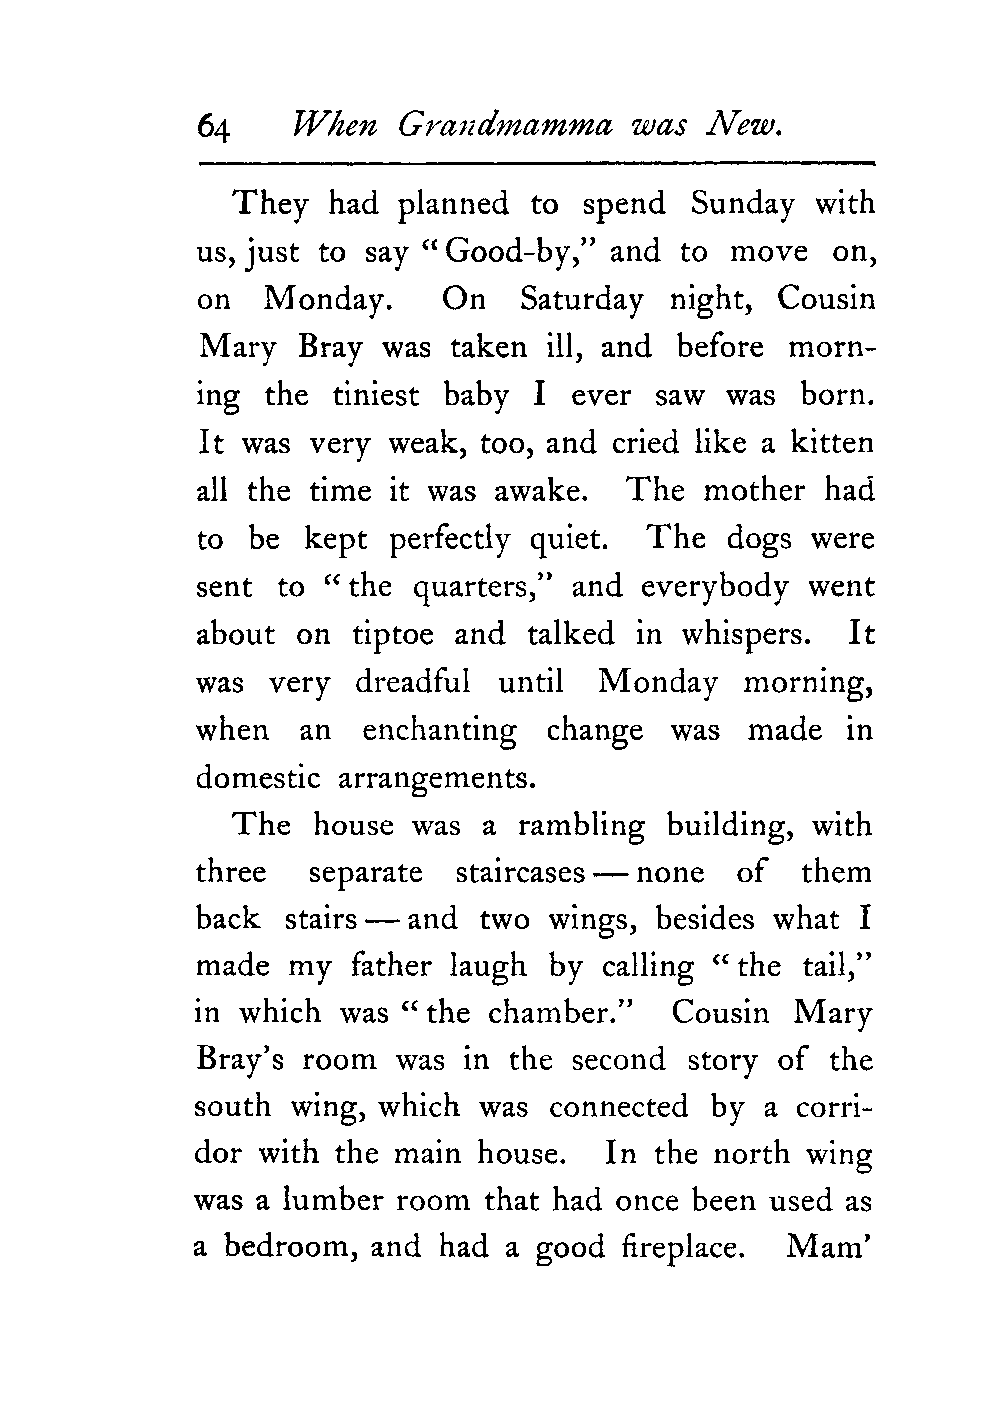 64 When Grandmamma was New.
They had planned to spend Sunday with
us, just to say “Good-by,” and to move on,
on Monday. On Saturday night, Cousin
Mary Bray was taken ill, and before morn-
ing the tiniest baby I ever saw was born.
It was very weak, too, and cried like a kitten
all the time it was awake. The mother had
to be kept perfectly quiet. The dogs were
sent to “the quarters,” and everybody went
about on tiptoe and talked in whispers. It
was very dreadful until Monday morning,
when an enchanting change was made in
domestic arrangements.
The house was a rambling building, with
three separate staircases — none of them
back stairs — and two wings, besides what I
made my father laugh by calling “the tail,”
in which was “the chamber.” Cousin Mary
Bray’s room was in the second story of the
south wing, which was connected by a corri-
dor with the main house. In the north wing
was a lumber room that had once been used as
a bedroom, and had a good fireplace. Mam’